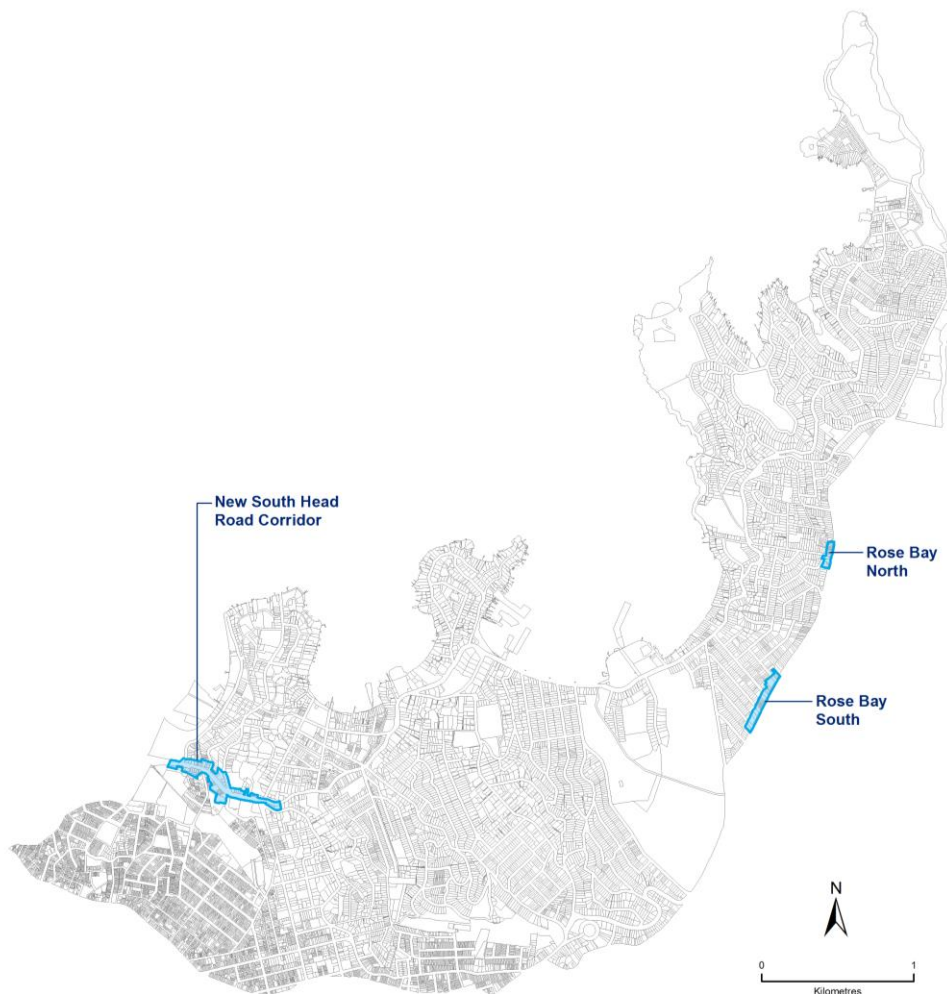 New South Head
Road Corridor
Rose Bay
North
Rose Bay
South
N
0 1
Kilometres